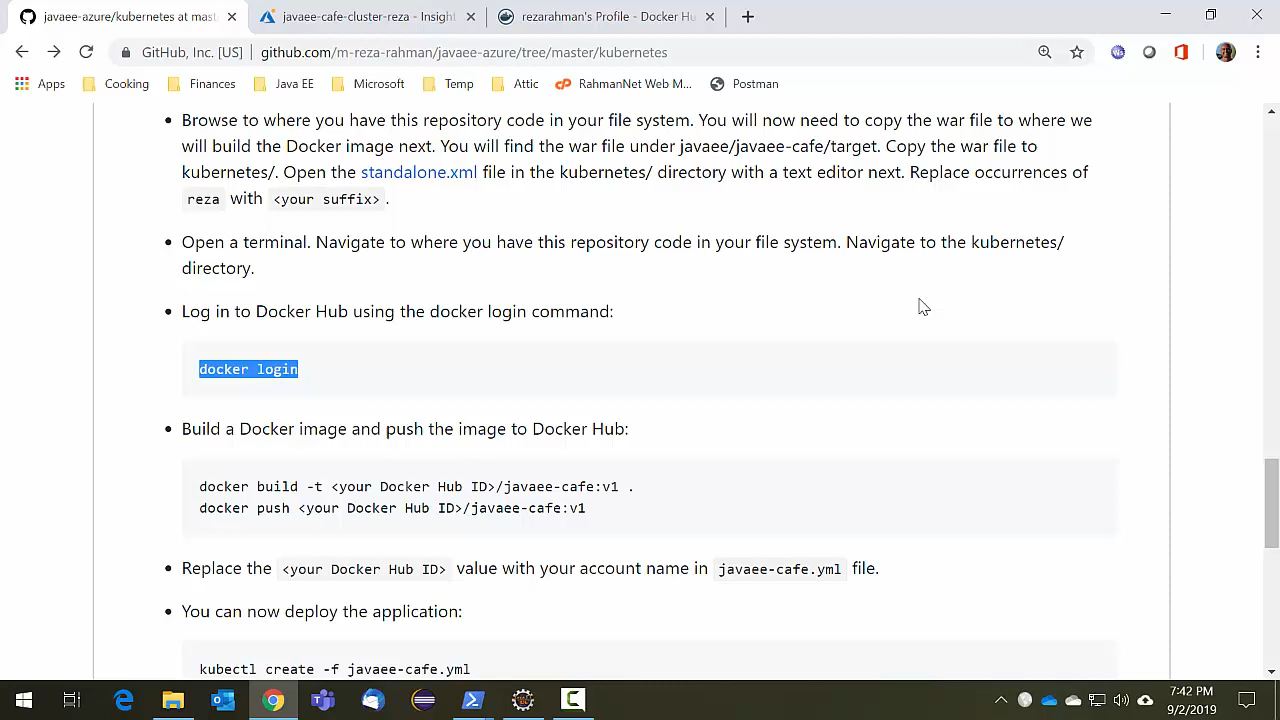 javaee-azure/kubernetes at mast
javaee-cafe-cluster-reza - Insight
rezarahman's Profile - Docker Hu
GitHub, Inc. [US]
github.com/m-reza-rahman/javaee-azure/tree/master/kubernetes
Apps
Cooking
Finances
Java EE
Microsoft
Temp
Attic
RahmanNet Web M...
Postman
Browse to where you have this repository code in your file system. You will now need to copy the war file to where we
will build the Docker image next. You will find the war file under javaee/javaee-cafe/target. Copy the war file to
kubernetes/. Open the standalone.xml file in the kubernetes/ directory with a text editor next. Replace occurrences of
reza with <your suffix>.
Open a terminal. Navigate to where you have this repository code in your file system. Navigate to the kubernetes/
directory.
Log in to Docker Hub using the docker login command:
docker login
Build a Docker image and push the image to Docker Hub:
docker build -t <your Docker Hub ID>/javaee-cafe:v1 .
docker push <your Docker Hub ID>/javaee-cafe:v1
Replace the <your Docker Hub ID> value with your account name in javaee-cafe.yml file.
You can now deploy the application:
kubectl create -f javaee-cafe.yml
7:42 PM
9/2/2019